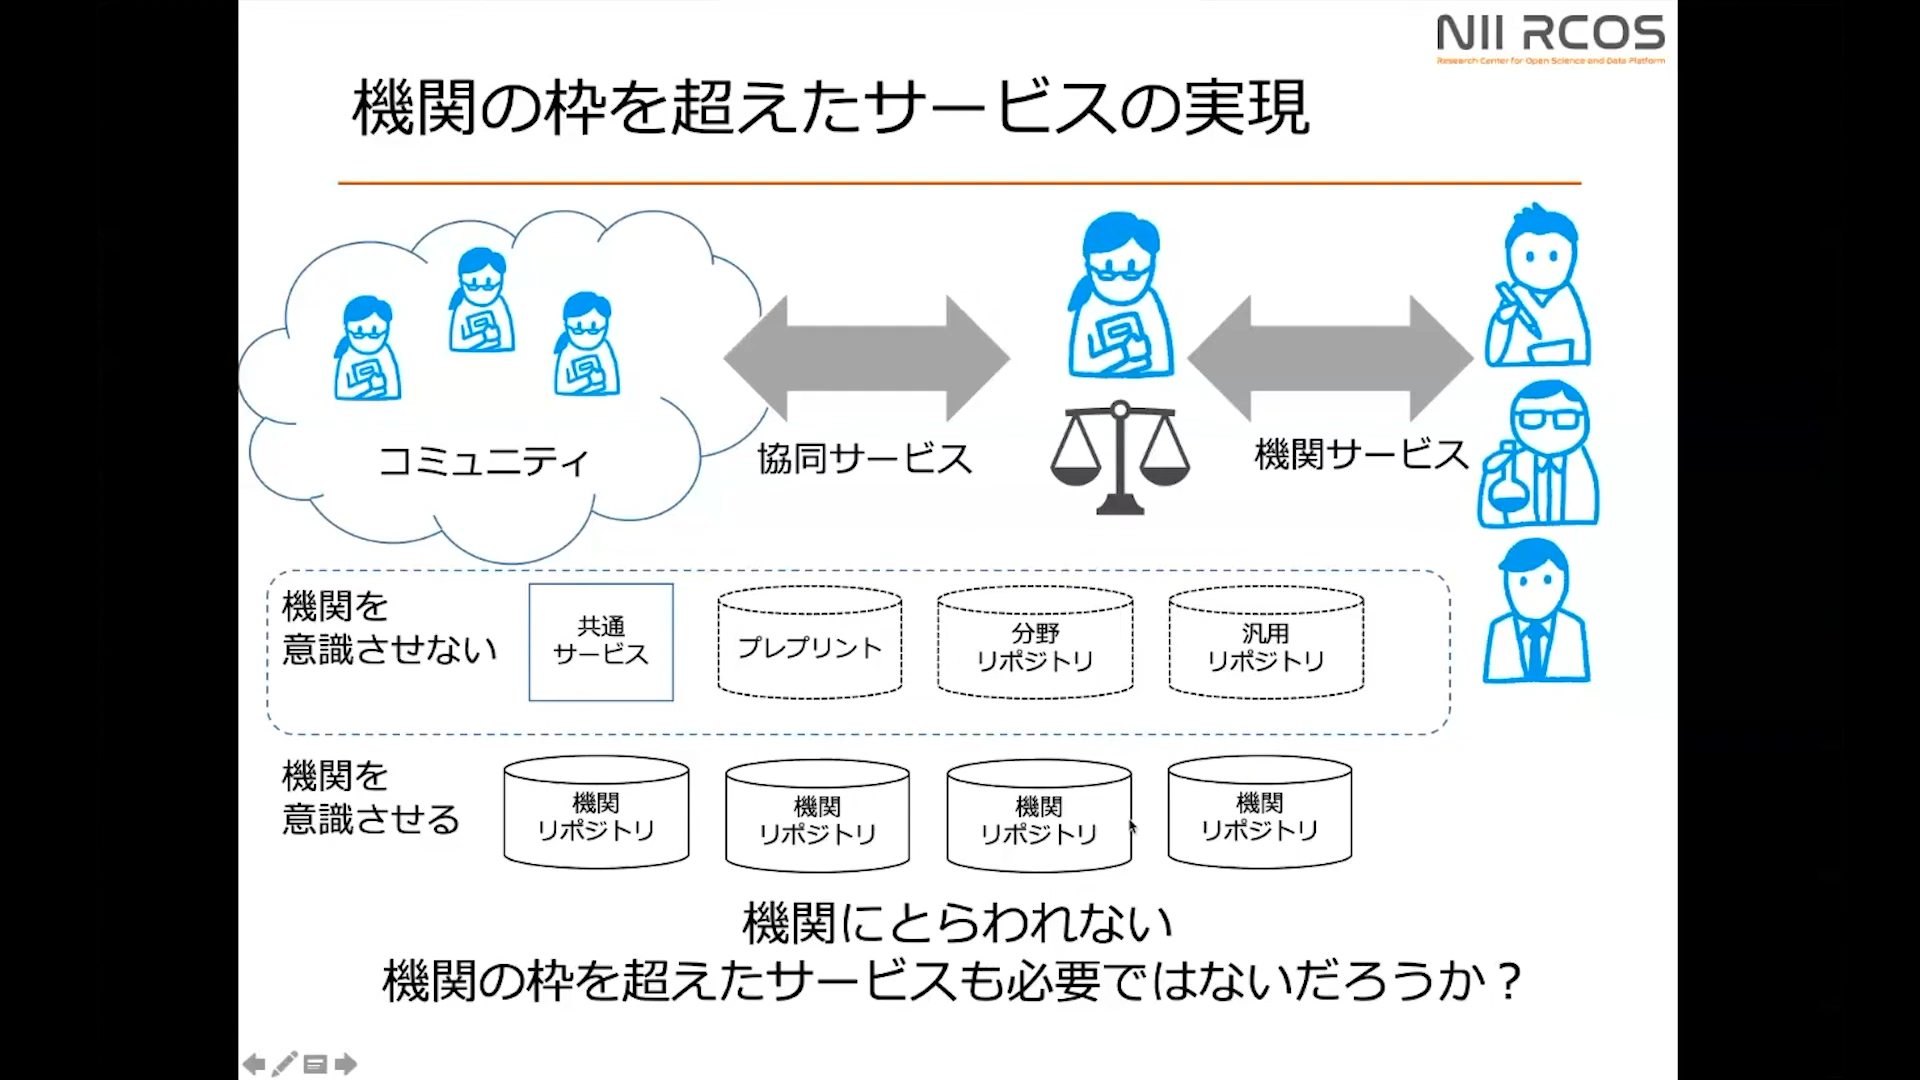 NII RCOS
Research Center for Open Science and Data Platform
機関の枠を超えたサービスの実現
コミュニティ
協同サービス
機関サービス
機関を
意識させない
共通
サービス
プレプリント
分野
リポジトリ
汎用
リポジトリ
機関を
意識させる
機関
リポジトリ
機関
リポジトリ
機関
リポジトリ
機関
リポジトリ
機関にとらわれない
機関の枠を超えたサービスも必要ではないだろうか？